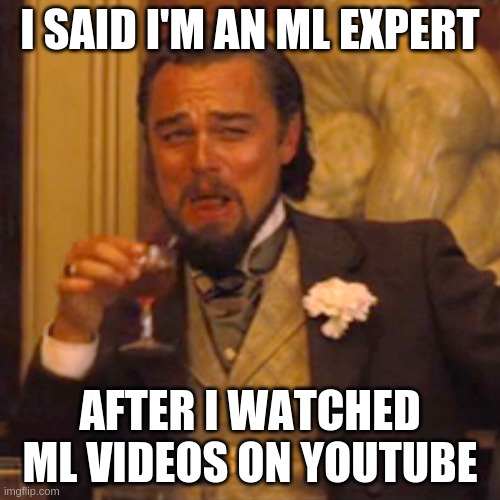 I SAID I'M AN ML EXPERT
AFTER I WATCHED
ML VIDEOS ON YOUTUBE
imgflip.com